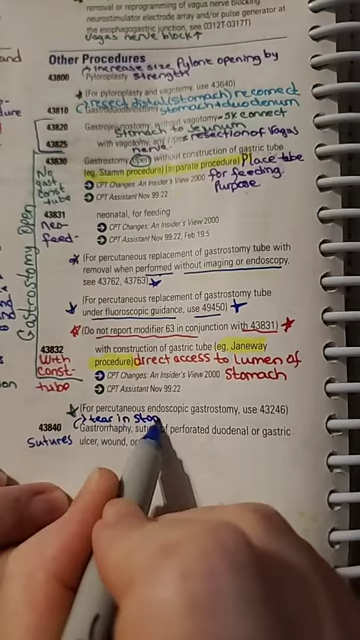 removal or reprogramming of vagus nerve blocking
neurostimulator electrode array and/or pulse generator at
the esophagogastric junction, see 0312T-0317T)
Vagus nerve block↑
Other Procedures
↗ increase size Pylorie opening by
43800 Pyloroplasty strength
(For pyloroplasty and vagotomy, use 43640)
(resect distal (stomach) reconnect
43810 Gastroduodenostomy stomach + duodenum
43820 Gastrojejunostomy; without vagotomy = 5x connect
stomach to jejunum
43825 with vagotomy, any type = resection of vagas
nerve
43830 Gastrostomy, open; without construction of gastric tube
(eg, Stamm procedure) (separate procedure) Place tube
for feeding
Purpose
CPT Changes: An Insider's View 2000
CPT Assistant Nov 99:22
No gast const tube
43831 neonatal, for feeding
neo- feed-
CPT Changes: An Insider's View 2000
CPT Assistant Nov 99:22, Feb 19:5
Gastrostomy open
(For percutaneous replacement of gastrostomy tube with
removal when performed without imaging or endoscopy,
see 43762, 43763)
(For percutaneous replacement of gastrostomy tube
under fluoroscopic guidance, use 49450)
(Do not report modifier 63 in conjunction with 43831)
43832 with construction of gastric tube (eg, Janeway
With procedure) direct access to lumen of
const- CPT Changes: An Insider's View 2000 Stomach
tube CPT Assistant Nov 99:22
(For percutaneous endoscopic gastrostomy, use 43246)
tear in stom
43840 Gastrorrhaphy, suture of perforated duodenal or gastric
sutures ulcer, wound, or